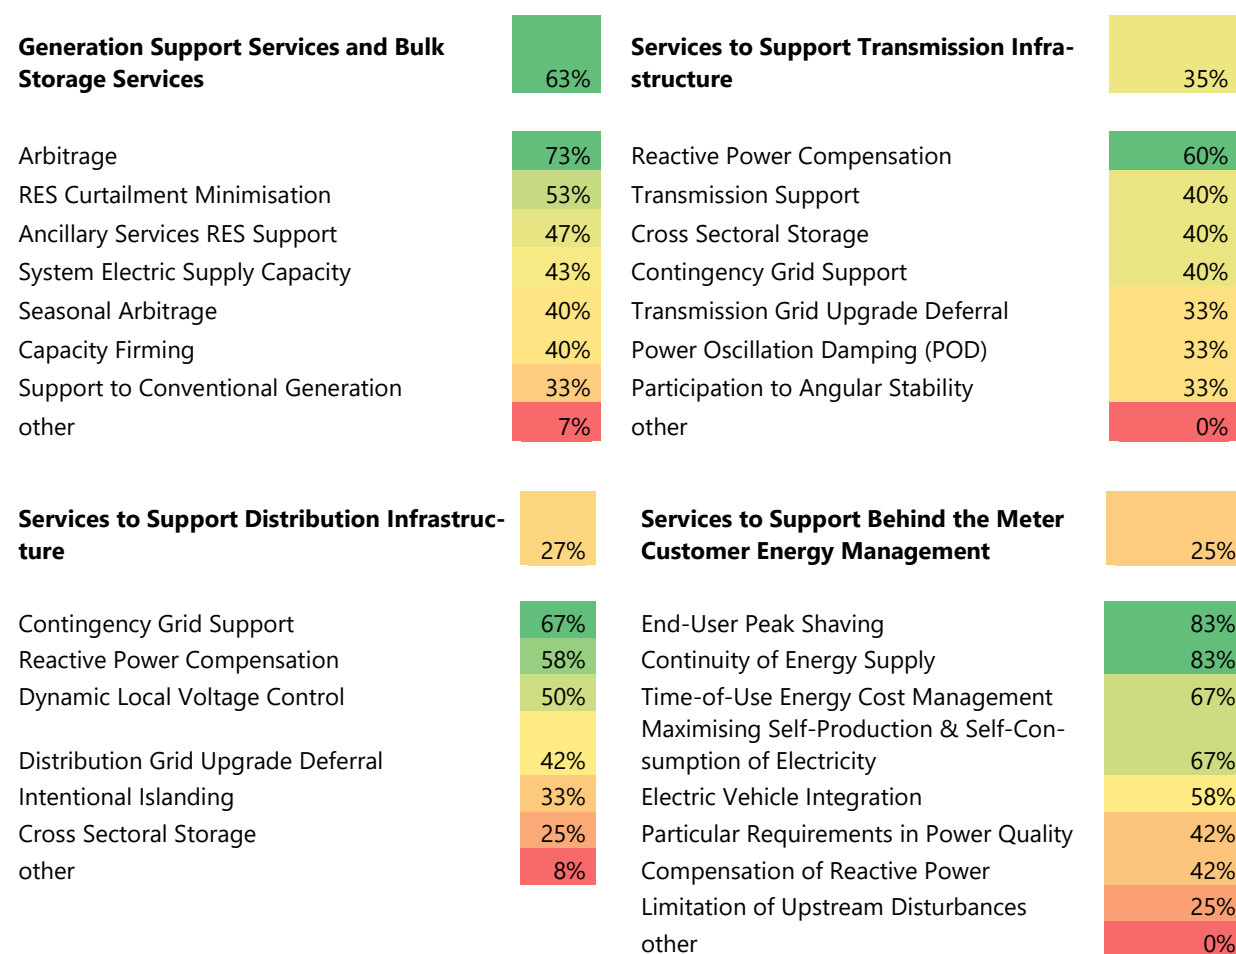 Generation Support Services and Bulk
Storage Services 63%
Arbitrage 73%
RES Curtailment Minimisation 53%
Ancillary Services RES Support 47%
System Electric Supply Capacity 43%
Seasonal Arbitrage 40%
Capacity Firming 40%
Support to Conventional Generation 33%
other 7%
Services to Support Transmission Infra-
structure 35%
Reactive Power Compensation 60%
Transmission Support 40%
Cross Sectoral Storage 40%
Contingency Grid Support 40%
Transmission Grid Upgrade Deferral 33%
Power Oscillation Damping (POD) 33%
Participation to Angular Stability 33%
other 0%
Services to Support Distribution Infrastruc-
ture 27%
Contingency Grid Support 67%
Reactive Power Compensation 58%
Dynamic Local Voltage Control 50%
Distribution Grid Upgrade Deferral 42%
Intentional Islanding 33%
Cross Sectoral Storage 25%
other 8%
Services to Support Behind the Meter
Customer Energy Management 25%
End-User Peak Shaving 83%
Continuity of Energy Supply 83%
Time-of-Use Energy Cost Management 67%
Maximising Self-Production & Self-Con-
sumption of Electricity 67%
Electric Vehicle Integration 58%
Particular Requirements in Power Quality 42%
Compensation of Reactive Power 42%
Limitation of Upstream Disturbances 25%
other 0%